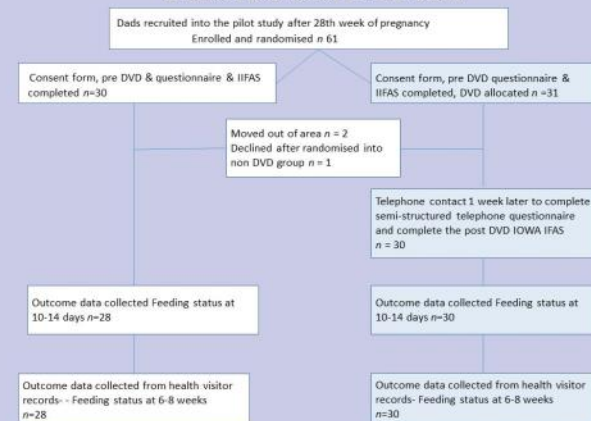 Dads recruited into the pilot study after 28th week of pregnancy
Enrolled and randomised n 61
Consent form, pre DVD & questionnaire & IIFAS
completed n=30
Consent form, pre DVD questionnaire &
IIFAS completed, DVD allocated n =31
Moved out of area n = 2
Declined after randomised into
non DVD group n = 1
Telephone contact 1 week later to complete
semi-structured telephone questionnaire
and complete the post DVD IOWA IFAS
n = 30
Outcome data collected Feeding status at
10-14 days n=28
Outcome data collected Feeding status at
10-14 days n=30
Outcome data collected from health visitor
records- - Feeding status at 6-8 weeks
n=28
Outcome data collected from health visitor
records- Feeding status at 6-8 weeks
n=30